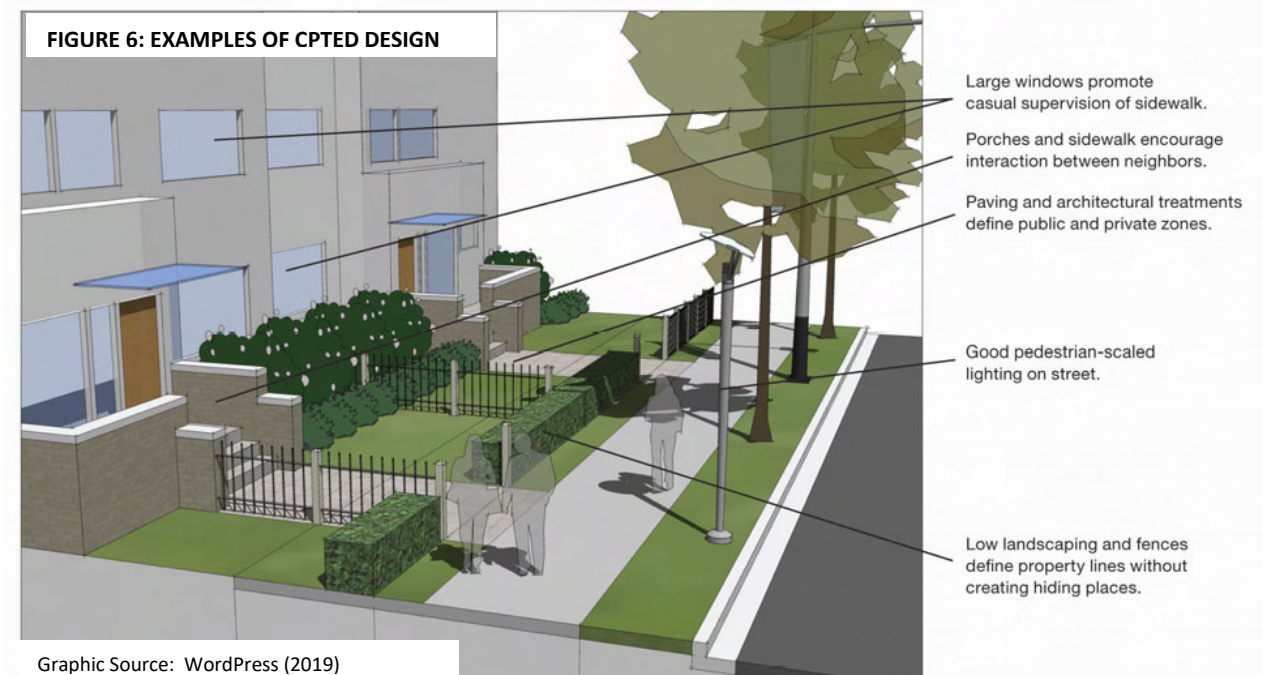 FIGURE 6: EXAMPLES OF CPTED DESIGN
Large windows promote
casual supervision of sidewalk.
Porches and sidewalk encourage
interaction between neighbors.
Paving and architectural treatments
define public and private zones.
Good pedestrian-scaled
lighting on street.
Low landscaping and fences
define property lines without
creating hiding places.
Graphic Source: WordPress (2019)